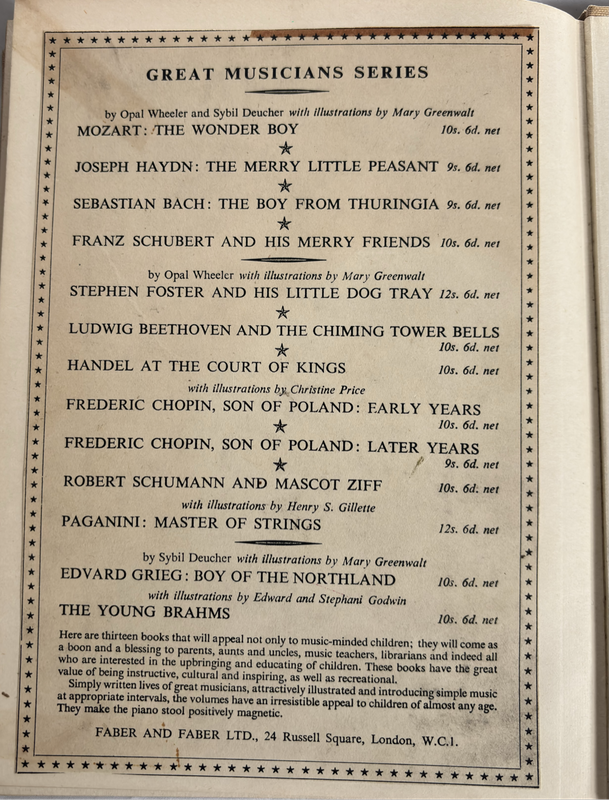 GREAT MUSICIANS SERIES
by Opal Wheeler and Sybil Deucher with illustrations by Mary Greenwalt
MOZART: THE WONDER BOY 10s. 6d. net
JOSEPH HAYDN: THE MERRY LITTLE PEASANT 9s. 6d. net
SEBASTIAN BACH: THE BOY FROM THURINGIA 9s. 6d. net
FRANZ SCHUBERT AND HIS MERRY FRIENDS 10s. 6d. net
by Opal Wheeler with illustrations by Mary Greenwalt
STEPHEN FOSTER AND HIS LITTLE DOG TRAY 12s. 6d. net
LUDWIG BEETHOVEN AND THE CHIMING TOWER BELLS
10s. 6d. net
HANDEL AT THE COURT OF KINGS 10s. 6d. net
with illustrations by Christine Price
FREDERIC CHOPIN, SON OF POLAND: EARLY YEARS
10s. 6d. net
FREDERIC CHOPIN, SON OF POLAND: LATER YEARS
9s. 6d. net
ROBERT SCHUMANN AND MASCOT ZIFF 10s. 6d. net
with illustrations by Henry S. Gillette
PAGANINI: MASTER OF STRINGS 12s. 6d. net
by Sybil Deucher with illustrations by Mary Greenwalt
EDVARD GRIEG: BOY OF THE NORTHLAND 10s. 6d. net
with illustrations by Edward and Stephani Godwin
THE YOUNG BRAHMS 10s. 6d. net
Here are thirteen books that will appeal not only to music-minded children; they will come as
a boon and a blessing to parents, aunts and uncles, music teachers, librarians and indeed all
who are interested in the upbringing and educating of children. These books have the great
value of being instructive, cultural and inspiring, as well as recreational.
Simply written lives of great musicians, attractively illustrated and introducing simple music
at appropriate intervals, the volumes have an irresistible appeal to children of almost any age.
They make the piano stool positively magnetic.
FABER AND FABER LTD., 24 Russell Square, London, W.C.1.